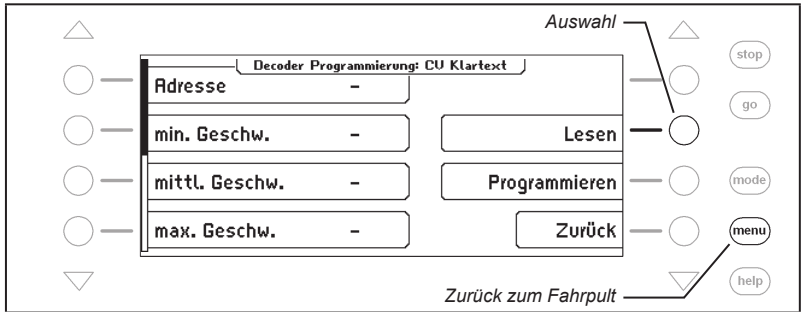 Auswahl
stop
Decoder Programmierung: CV Klartext
Adresse -
go
min. Geschw. - Lesen
mittl. Geschw. - Programmieren
mode
max. Geschw. - Zurück
menu
help
Zurück zum Fahrpult